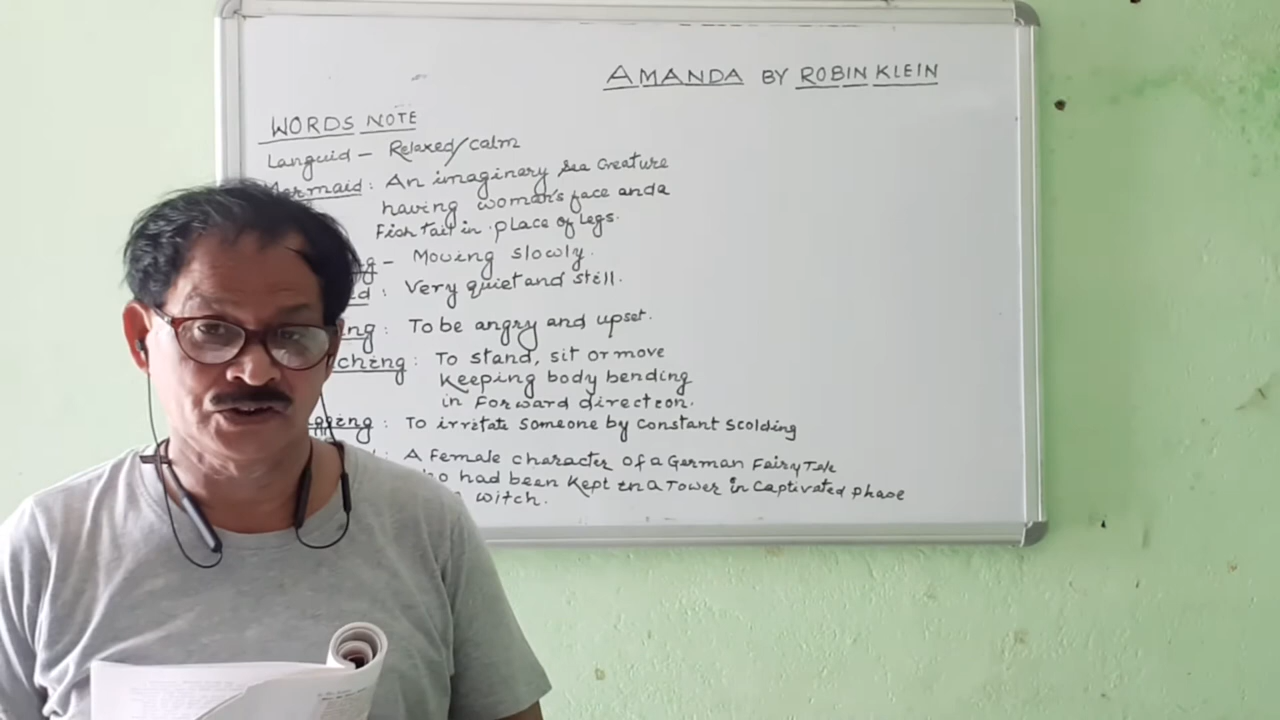 AMANDA BY ROBIN KLEIN
WORDS NOTE
Languid - Relaxed/calm
Mermaid : An imaginary Sea Creature
having woman's face and a
Fish tail in place of Legs.
- Moving slowly.
: Very quiet and still.
: To be angry and upset.
: To stand, sit or move
Keeping body bending
in Forward direction.
: To irritate someone by constant scolding
A Female character of a German Fairy Tale
had been Kept in a Tower in Captivated phase
witch.